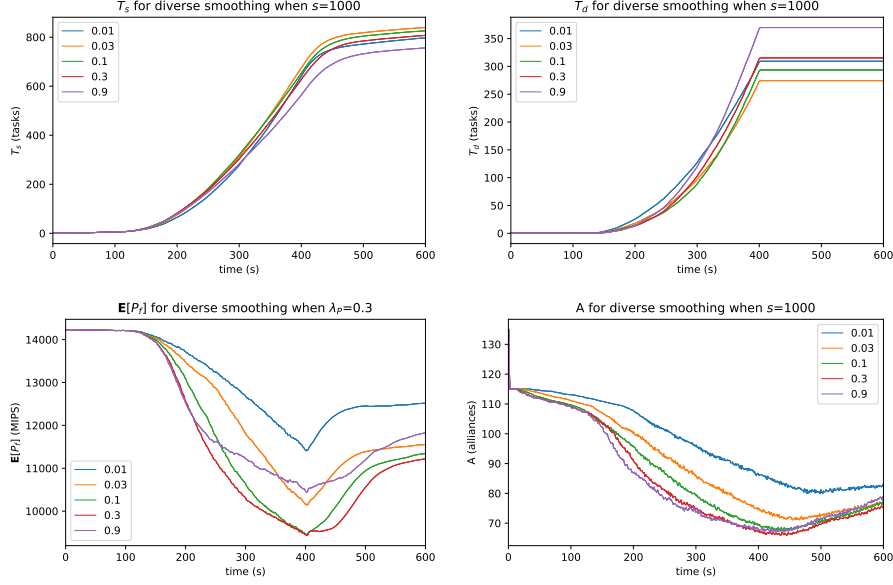 T_s for diverse smoothing when s=1000
0.01
0.03
0.1
0.3
0.9
T_s (tasks)
800
600
400
200
0
0 100 200 300 400 500 600
time (s)
T_d for diverse smoothing when s=1000
0.01
0.03
0.1
0.3
0.9
T_d (tasks)
350
300
250
200
150
100
50
0
0 100 200 300 400 500 600
time (s)
E[P_f] for diverse smoothing when λ_P=0.3
0.01
0.03
0.1
0.3
0.9
E[P_f] (MIPS)
14000
13000
12000
11000
10000
0 100 200 300 400 500 600
time (s)
A for diverse smoothing when s=1000
0.01
0.03
0.1
0.3
0.9
A (alliances)
130
120
110
100
90
80
70
0 100 200 300 400 500 600
time (s)